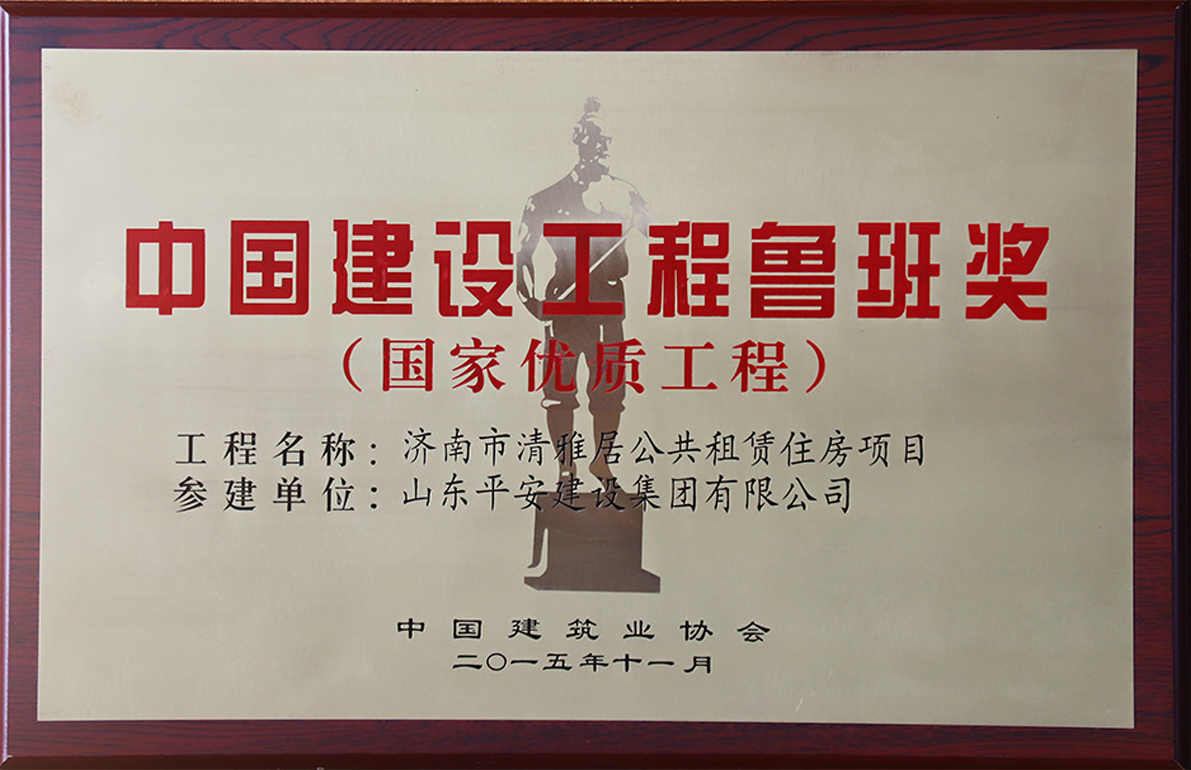 中国建设工程鲁班奖
（国家优质工程）
工程名称：济南市清雅居公共租赁住房项目
参建单位：山东平安建设集团有限公司
中国建筑业协会
二〇一五年十一月